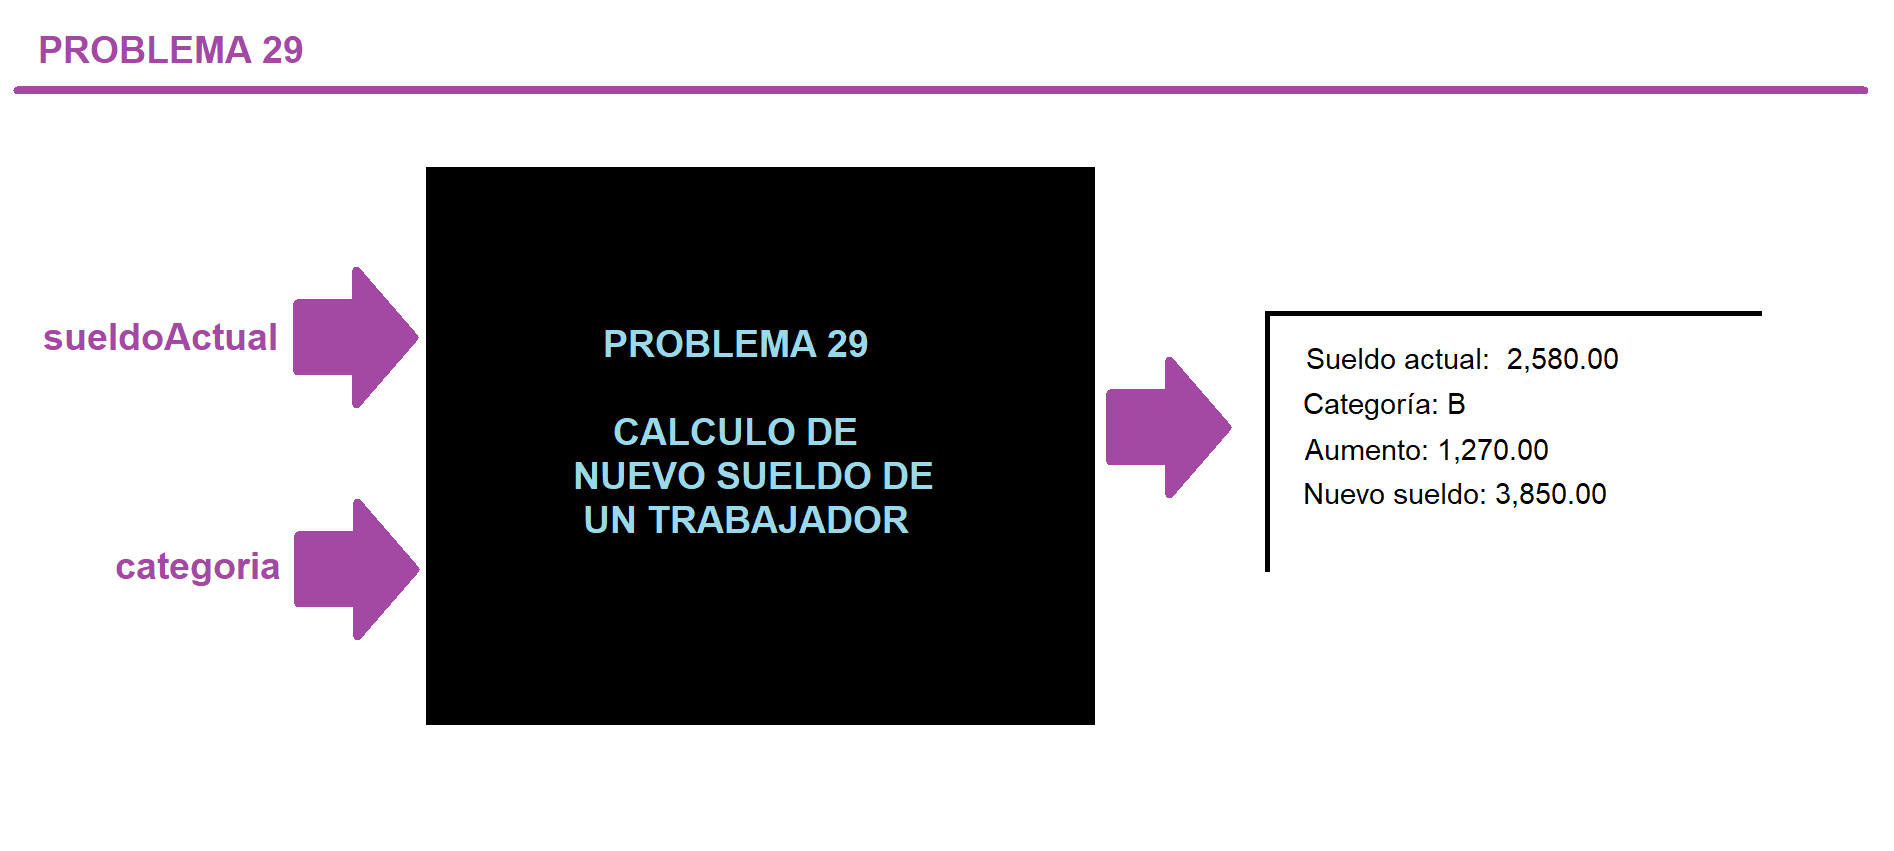 PROBLEMA 29
sueldoActual
categoria
PROBLEMA 29
CALCULO DE
NUEVO SUELDO DE
UN TRABAJADOR
Sueldo actual:  2,580.00
Categoría: B
Aumento: 1,270.00
Nuevo sueldo: 3,850.00